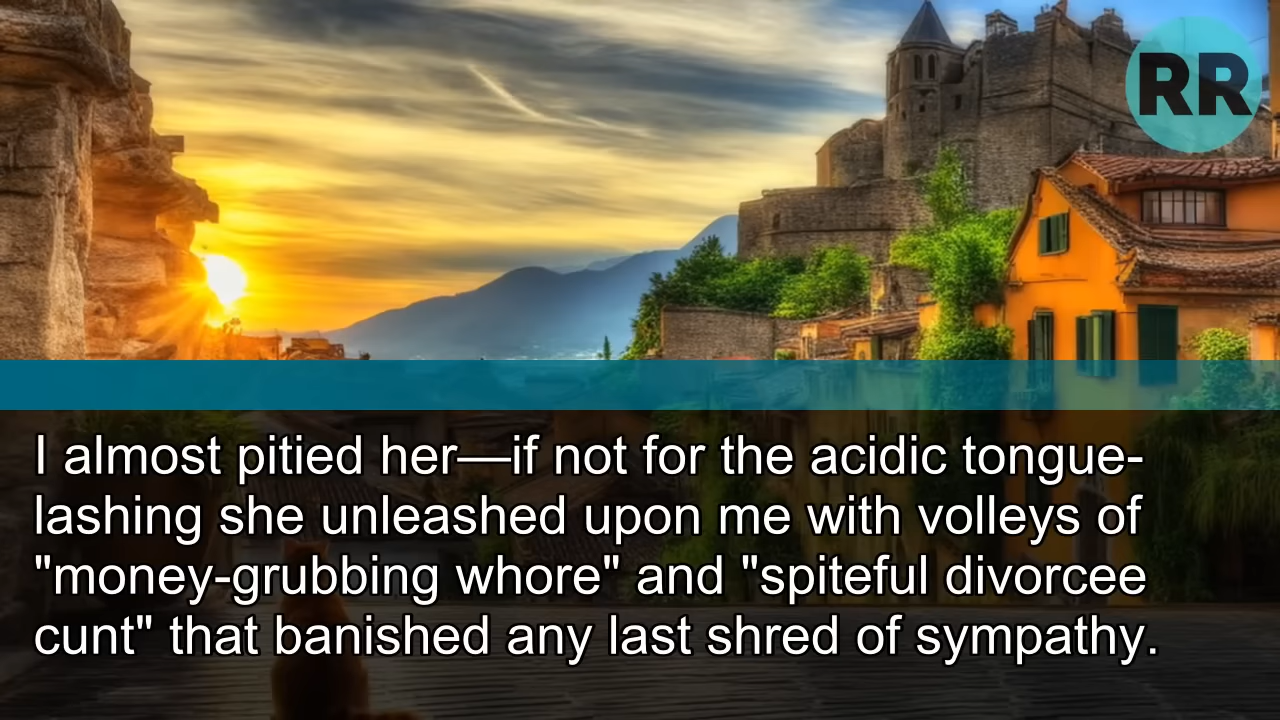 RR
I almost pitied her—if not for the acidic tongue-
lashing she unleashed upon me with volleys of
"money-grubbing whore" and "spiteful divorcee
cunt" that banished any last shred of sympathy.